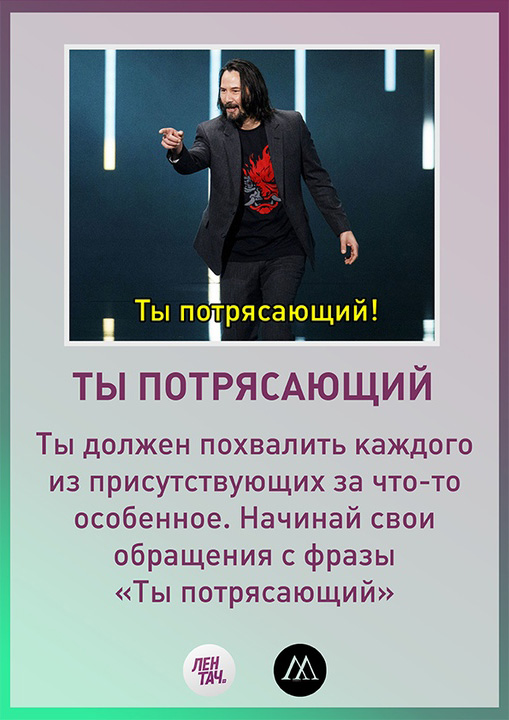 Ты потрясающий!
ТЫ ПОТРЯСАЮЩИЙ
Ты должен похвалить каждого
из присутствующих за что-то
особенное. Начинай свои
обращения с фразы
«Ты потрясающий»
ЛЕН
ТАЧ